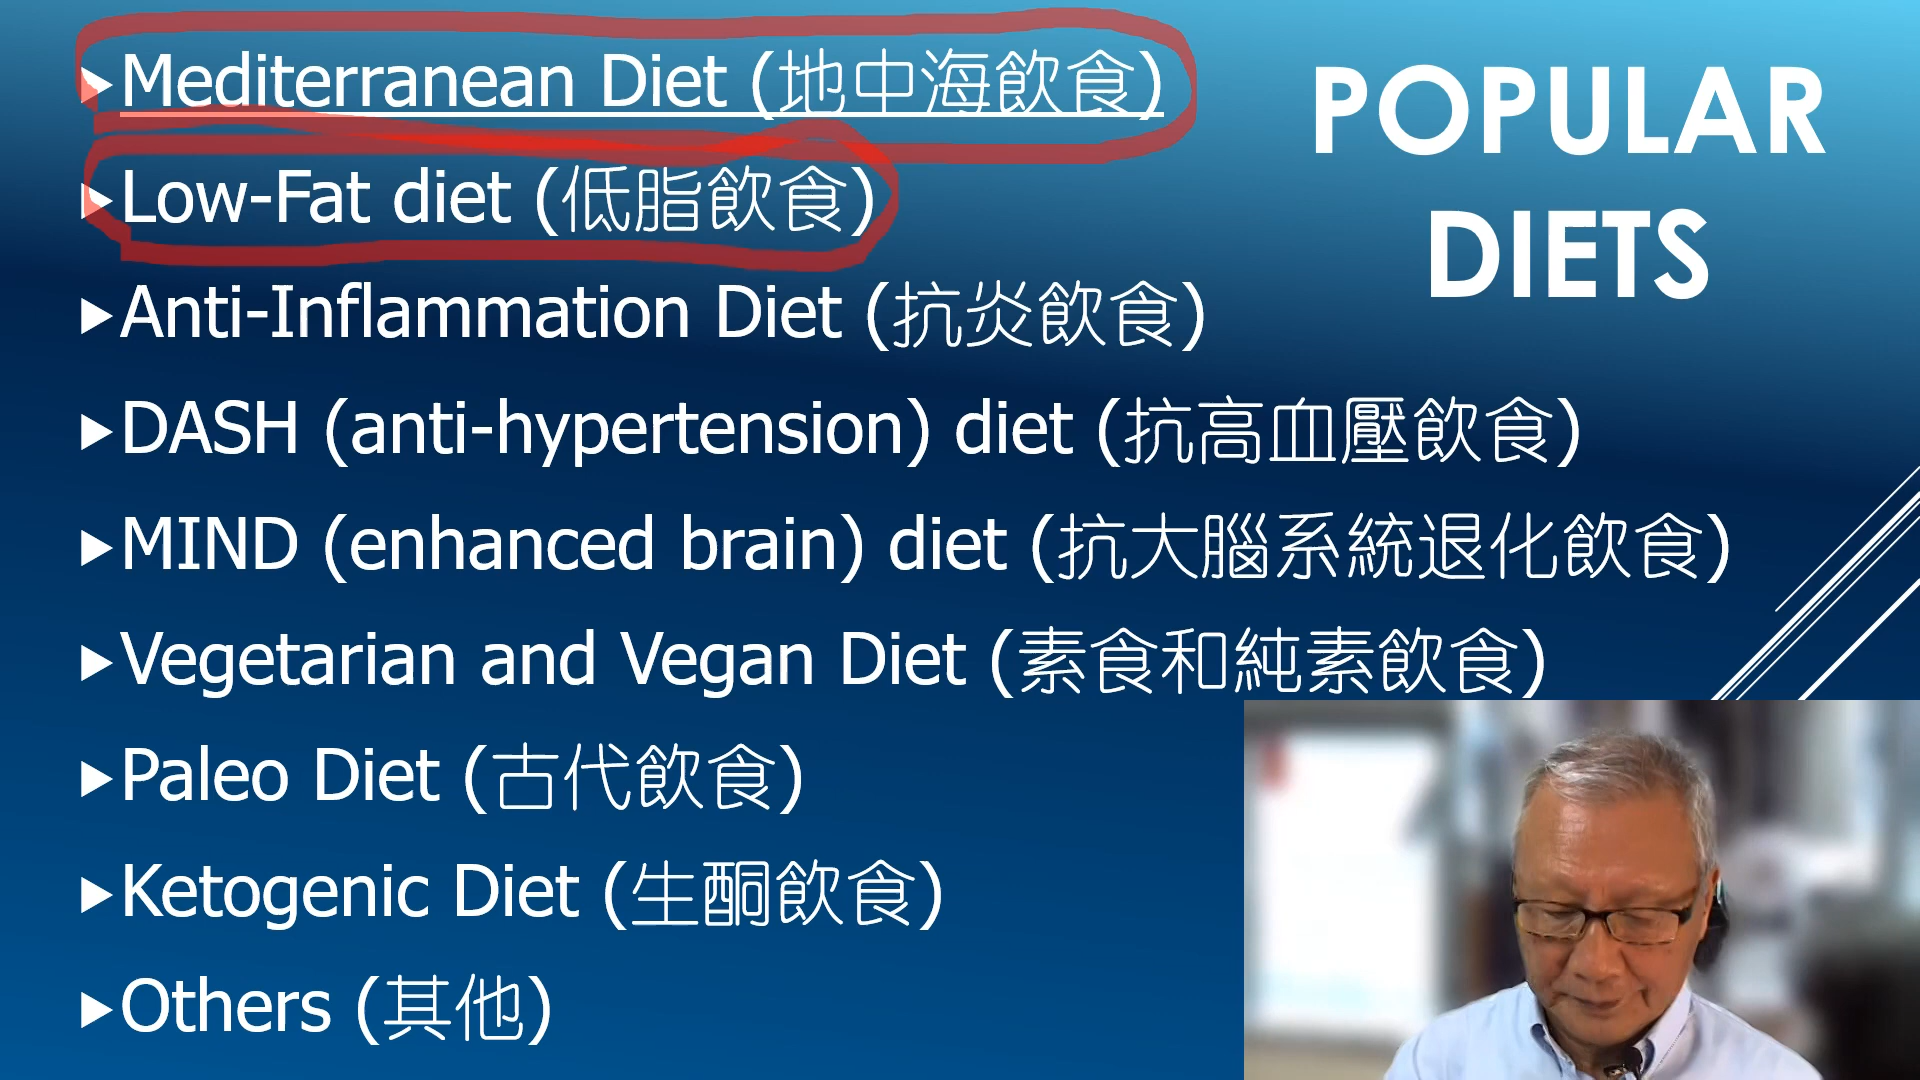 Mediterranean Diet (地中海飲食)
Low-Fat diet (低脂飲食)
Anti-Inflammation Diet (抗炎飲食)
DASH (anti-hypertension) diet (抗高血壓飲食)
MIND (enhanced brain) diet (抗大腦系統退化飲食)
Vegetarian and Vegan Diet (素食和純素飲食)
Paleo Diet (古代飲食)
Ketogenic Diet (生酮飲食)
Others (其他)
POPULAR
DIETS